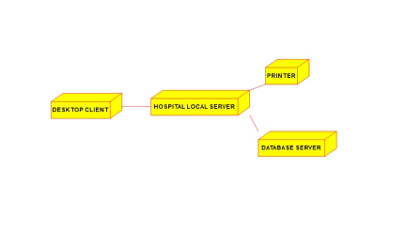 PRINTER
DESKTOP CLIENT
HOSPITAL LOCAL SERVER
DATABASE SERVER